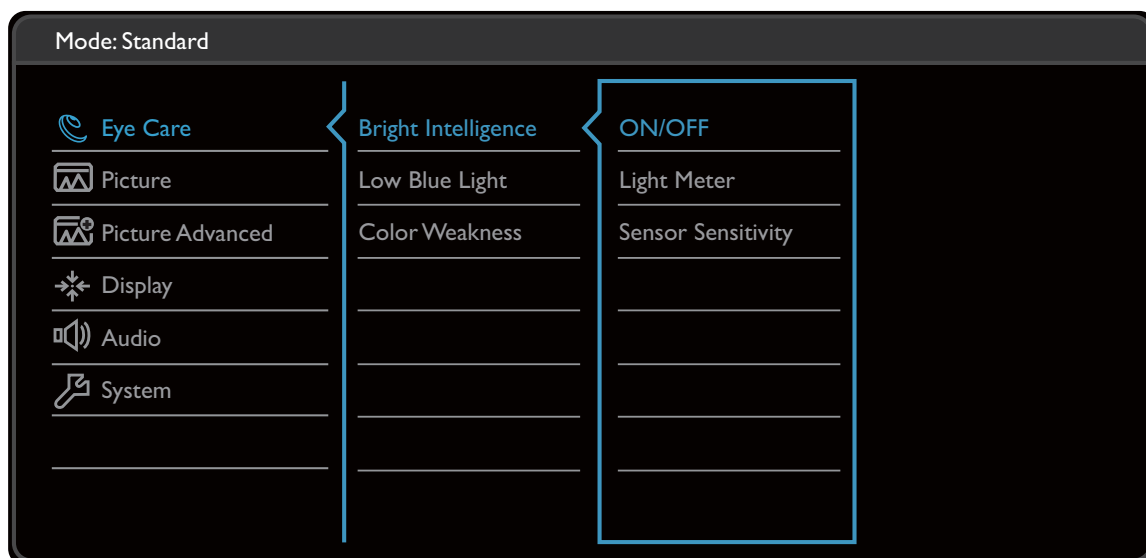 Mode: Standard
Eye Care
Bright Intelligence
ON/OFF
Picture
Low Blue Light
Light Meter
Picture Advanced
Color Weakness
Sensor Sensitivity
Display
Audio
System